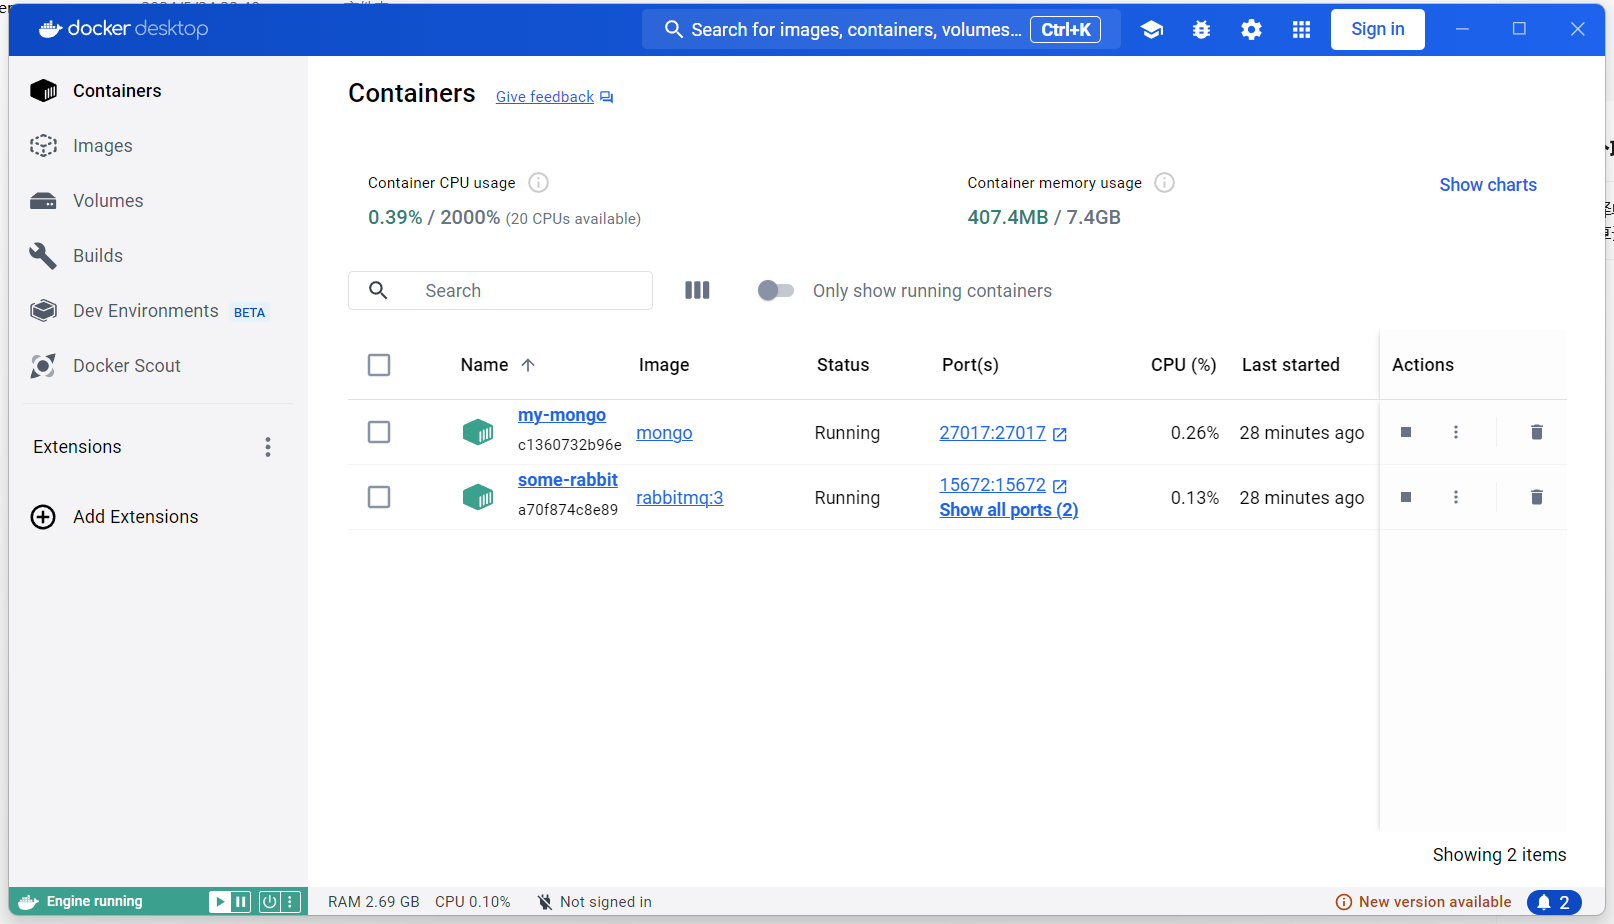 docker desktop
Search for images, containers, volumes... Ctrl+K
Sign in
Containers
Images
Volumes
Builds
Dev Environments BETA
Docker Scout
Extensions
Add Extensions
Containers Give feedback
Container CPU usage
0.39% / 2000% (20 CPUs available)
Container memory usage
407.4MB / 7.4GB
Show charts
Search
Only show running containers
Name Image Status Port(s) CPU (%) Last started Actions
my-mongo
c1360732b96e
mongo Running 27017:27017 0.26% 28 minutes ago
some-rabbit
a70f874c8e89
rabbitmq:3 Running 15672:15672
Show all ports (2)
0.13% 28 minutes ago
Showing 2 items
Engine running
RAM 2.69 GB CPU 0.10% Not signed in
New version available 2